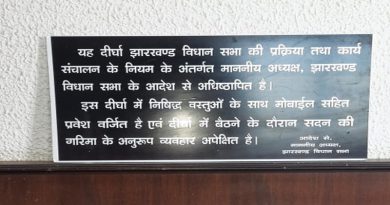 यह दीर्घा झारखण्ड विधान सभा की प्रक्रिया तथा कार्य
संचालन के नियम के अंतर्गत माननीय अध्यक्ष, झारखण्ड
विधान सभा के आदेश से अधिष्ठापित है।
इस दीर्घा में निषिद्ध वस्तुओं के साथ मोबाईल सहित
प्रवेश वर्जित है एवं दीर्घा में बैठने के दौरान सदन की
गरिमा के अनुरूप व्यवहार अपेक्षित है।
आदेश से,
माननीय अध्यक्ष,
झारखण्ड विधान सभा